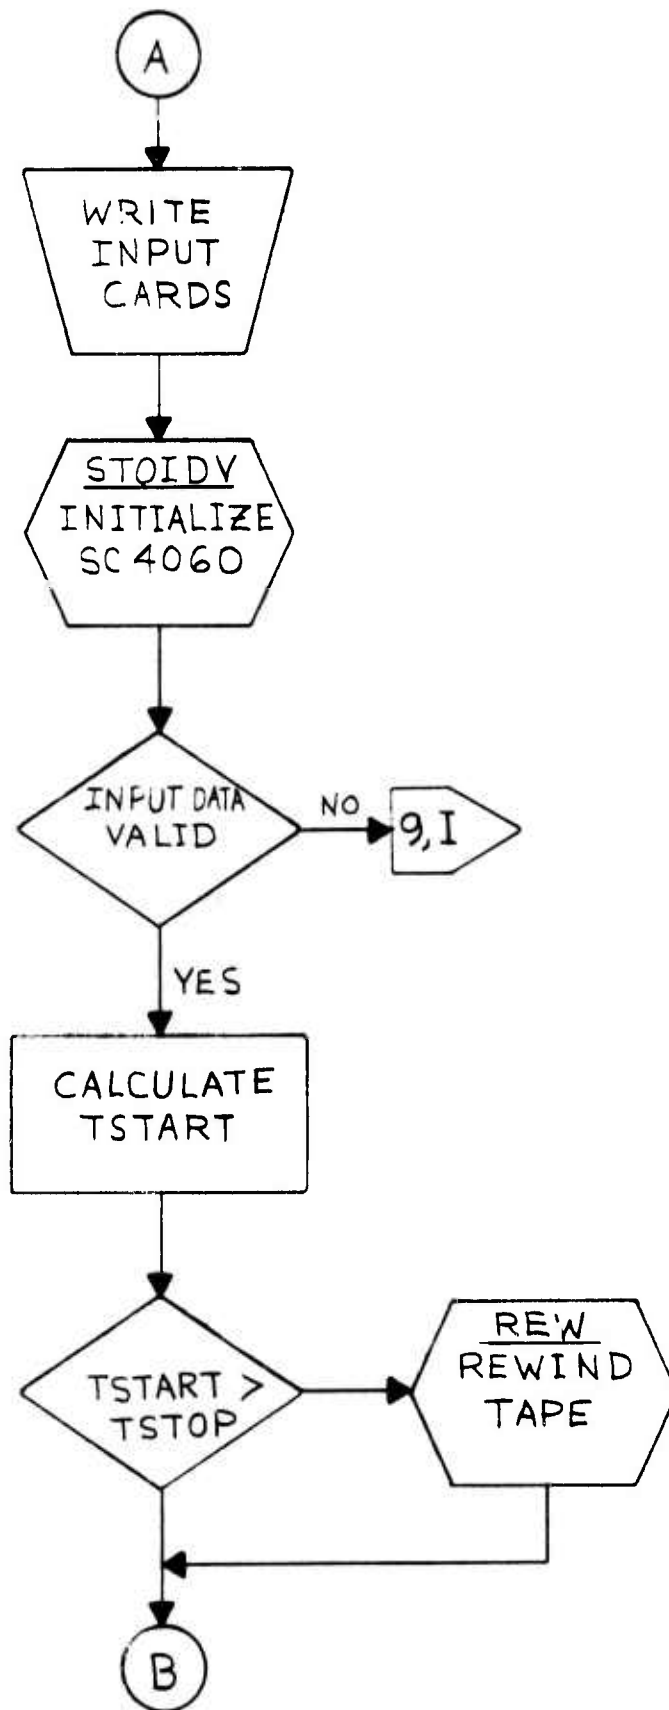 A
WRITE
INPUT
CARDS
STOIDV
INITIALIZE
SC 4060
INPUT DATA
VALID
NO
9, I
YES
CALCULATE
TSTART
TSTART >
TSTOP
REW
REWIND
TAPE
B